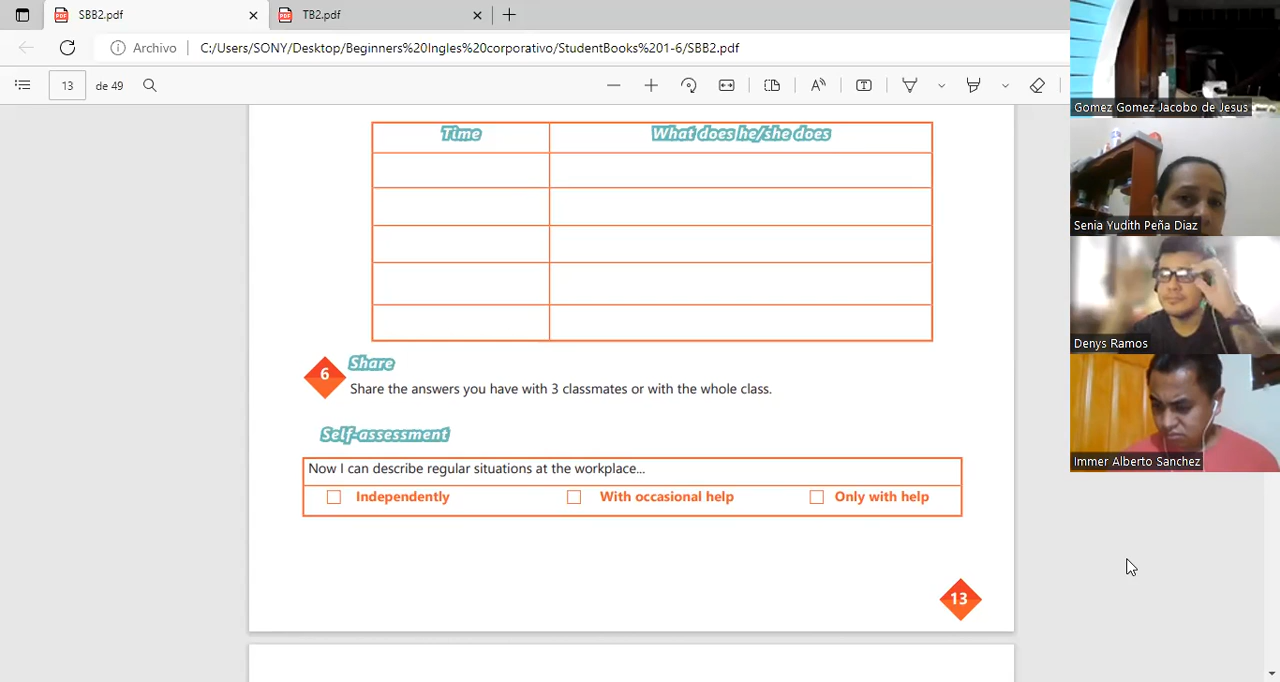 SBB2.pdf
TB2.pdf
Archivo
C:/Users/SONY/Desktop/Beginners%20Ingles%20corporativo/StudentBooks%201-6/SBB2.pdf
13
de 49
Time
What does he/she does
6
Share
Share the answers you have with 3 classmates or with the whole class.
Self-assessment
Now I can describe regular situations at the workplace...
Independently
With occasional help
Only with help
13
Gomez Gomez Jacobo de Jesus
Senia Yudith Peña Diaz
Denys Ramos
Immer Alberto Sanchez